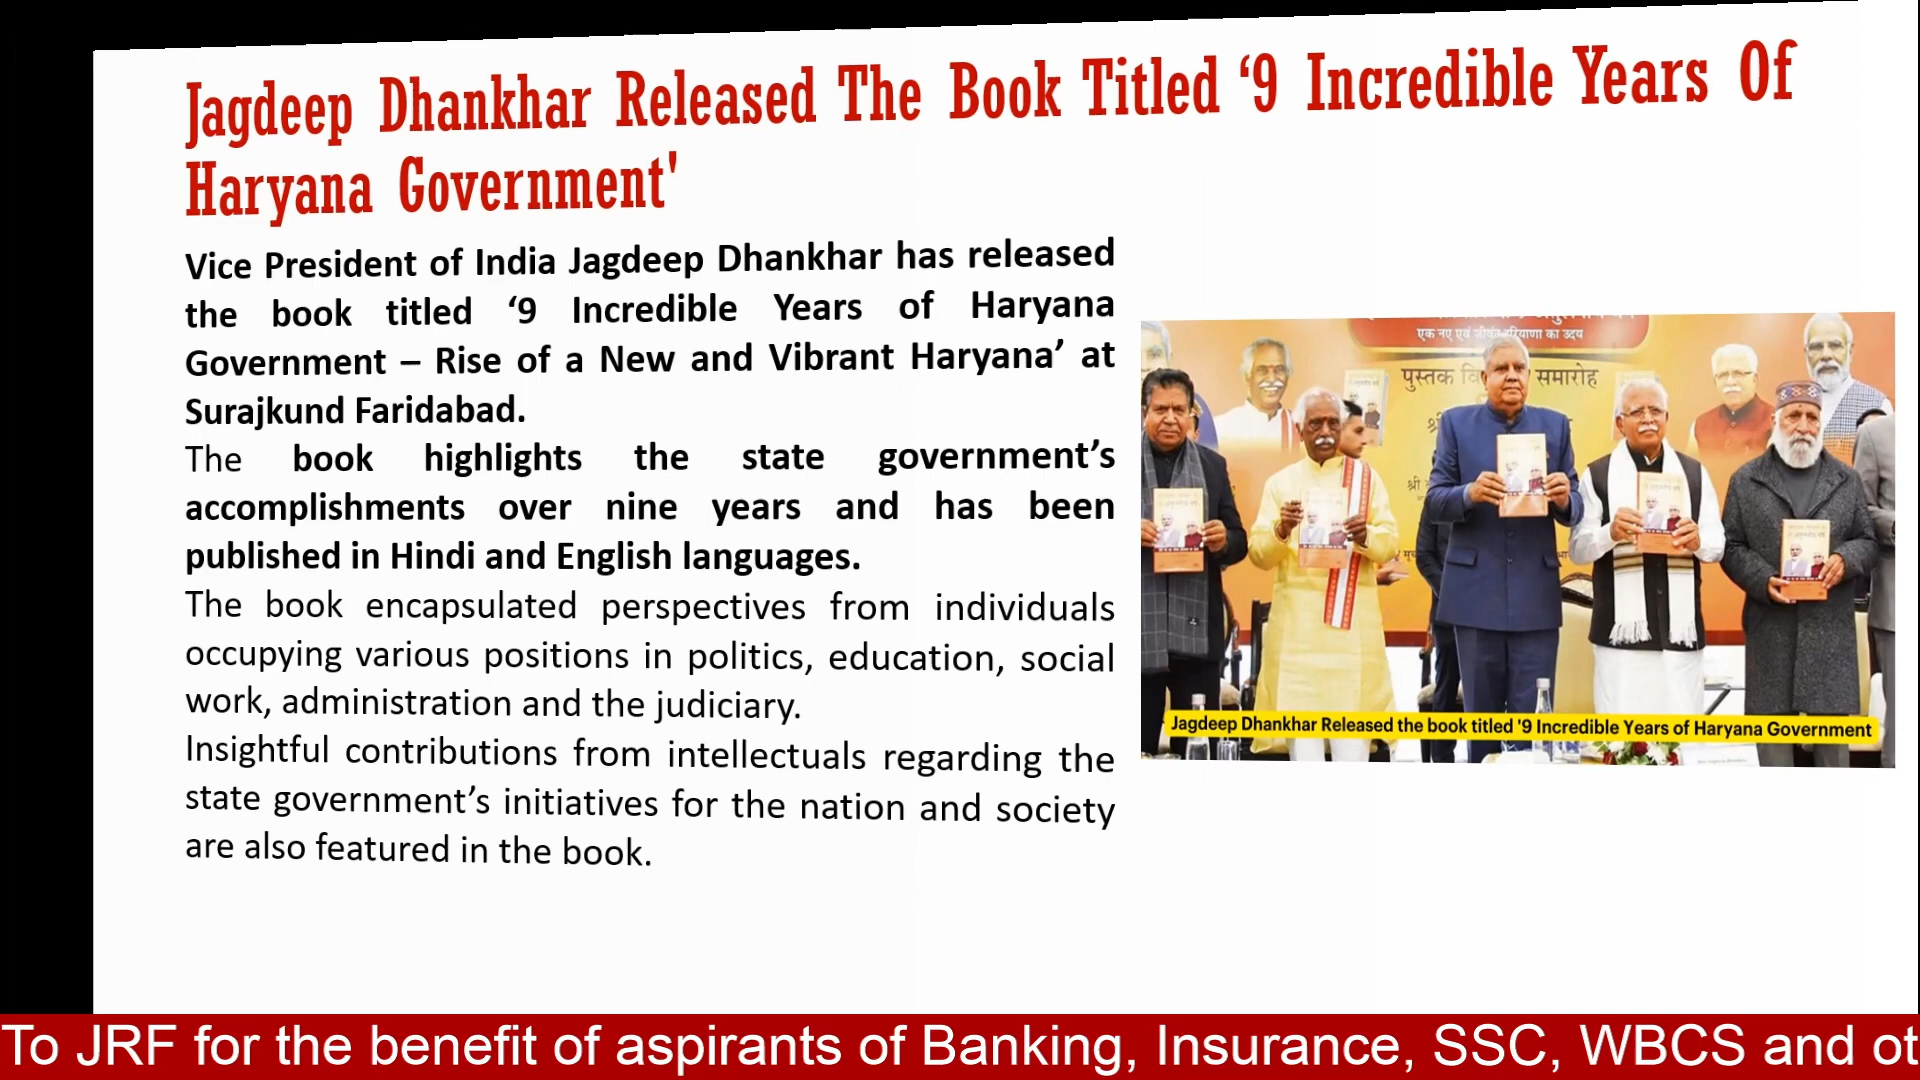 Jagdeep Dhankhar Released The Book Titled ‘9 Incredible Years Of
Haryana Government'
Vice President of India Jagdeep Dhankhar has released
the book titled ‘9 Incredible Years of Haryana
Government – Rise of a New and Vibrant Haryana’ at
Surajkund Faridabad.
The book highlights the state government’s
accomplishments over nine years and has been
published in Hindi and English languages.
The book encapsulated perspectives from individuals
occupying various positions in politics, education, social
work, administration and the judiciary.
Insightful contributions from intellectuals regarding the
state government’s initiatives for the nation and society
are also featured in the book.
एक नए एवं जीवंत हरियाणा का उदय
पुस्तक समारोह
श्री
Jagdeep Dhankhar Released the book titled '9 Incredible Years of Haryana Government
To JRF for the benefit of aspirants of Banking, Insurance, SSC, WBCS and ot